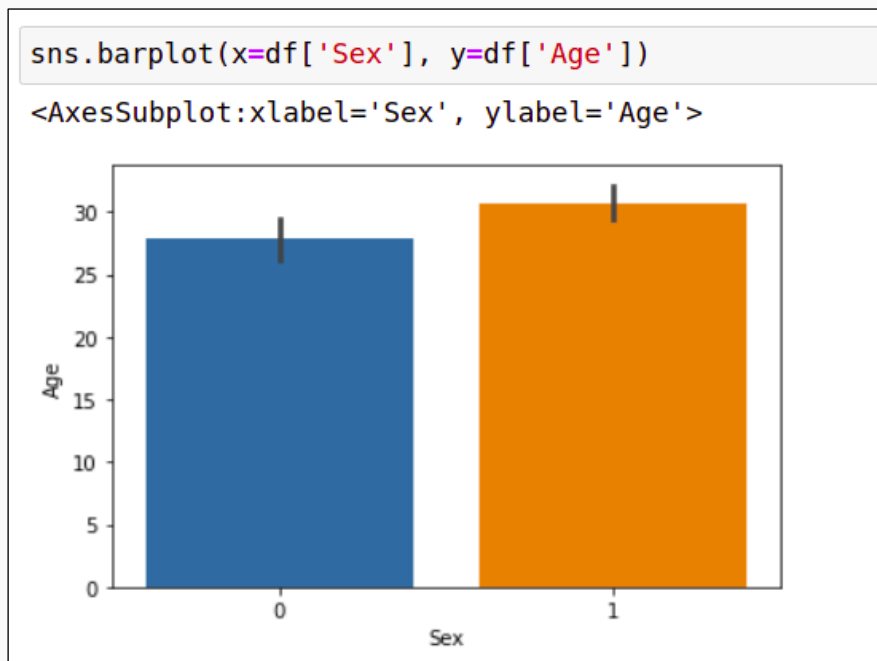 sns.barplot(x=df['Sex'], y=df['Age'])
<AxesSubplot:xlabel='Sex', ylabel='Age'>
30
25
20
Age
15
10
5
0
0 1
Sex